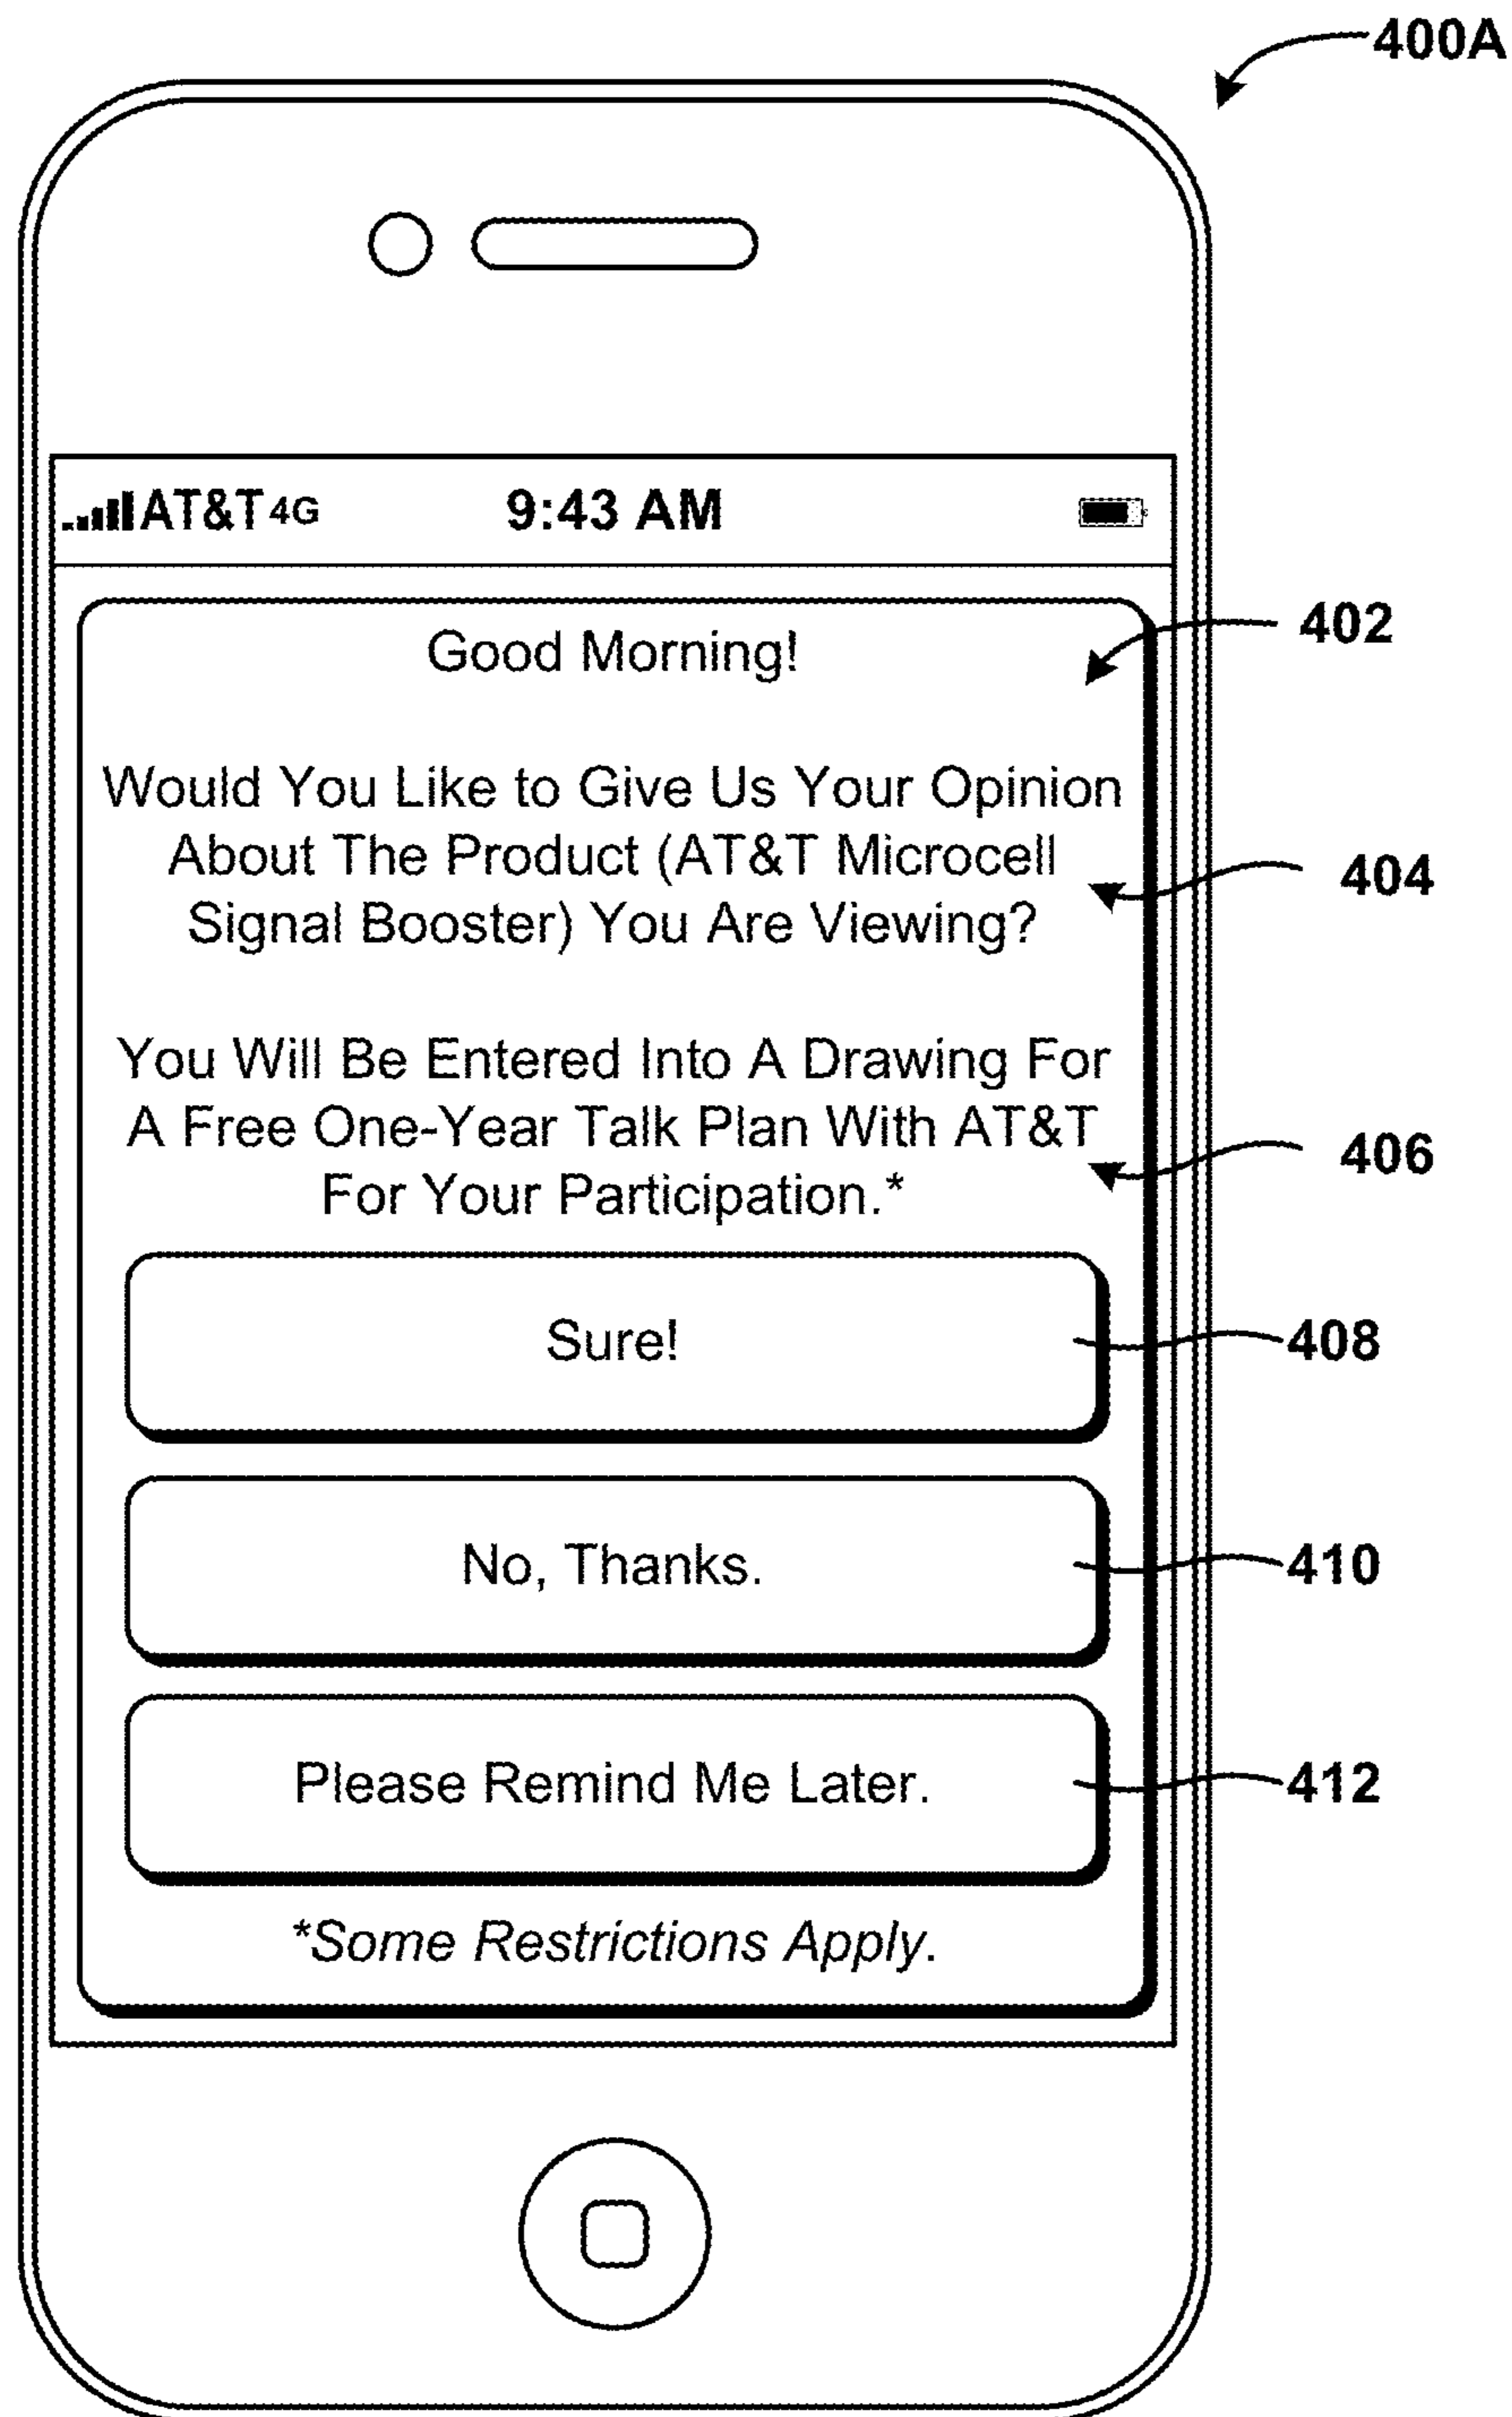 400A
AT&T 4G 9:43 AM
Good Morning!
402
Would You Like to Give Us Your Opinion
About The Product (AT&T Microcell
404
Signal Booster) You Are Viewing?
You Will Be Entered Into A Drawing For
A Free One-Year Talk Plan With AT&T
406
For Your Participation.*
Sure!
408
No, Thanks.
410
Please Remind Me Later.
412
*Some Restrictions Apply.